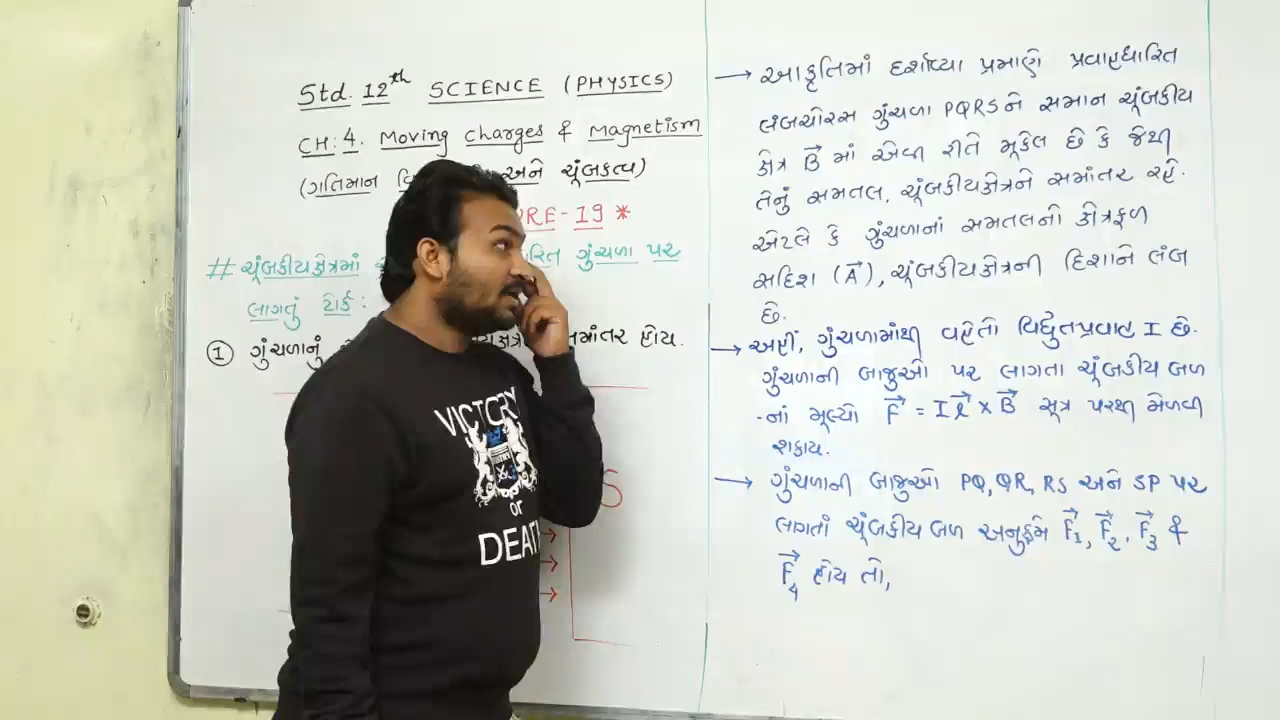 Std. 12th SCIENCE (PHYSICS)
CH: 4. Moving charges & Magnetism
(ગતિમાન અને ચૂંબકત્વ)
RE-19 *
# ચૂંબકીયક્ષેત્રમાં રિત ગુંચળા પર
લાગતું ટોર્ક :
① ગુંચળાનું સમાંતર હોય.
S
VICTORY
or
DEATH
→ આકૃતિમાં દર્શાવ્યા પ્રમાણે પ્રવાહધારિત
લંબચોરસ ગુંચળા PQRS ને સમાન ચૂંબકીય
ક્ષેત્ર B⃗ માં એવી રીતે મૂકેલ છે કે જેથી
તેનું સમતલ, ચૂંબકીયક્ષેત્રને સમાંતર રહે.
એટલે કે ગુંચળાનાં સમતલનો ક્ષેત્રફળ
સદિશ (A⃗), ચૂંબકીયક્ષેત્રની દિશાને લંબ
છે.
→ અહીં, ગુંચળામાંથી વહેતો વિદ્યુતપ્રવાહ I છે.
ગુંચળાની બાજુઓ પર લાગતા ચૂંબકીય બળ
-નાં મૂલ્યો F⃗ = I l⃗ × B⃗ સૂત્ર પરથી મેળવી
શકાય.
→ ગુંચળાની બાજુઓ PQ, QR, RS અને SP પર
લાગતાં ચૂંબકીય બળ અનુક્રમે F⃗₁, F⃗₂, F⃗₃ &
F⃗₄ હોય તો,